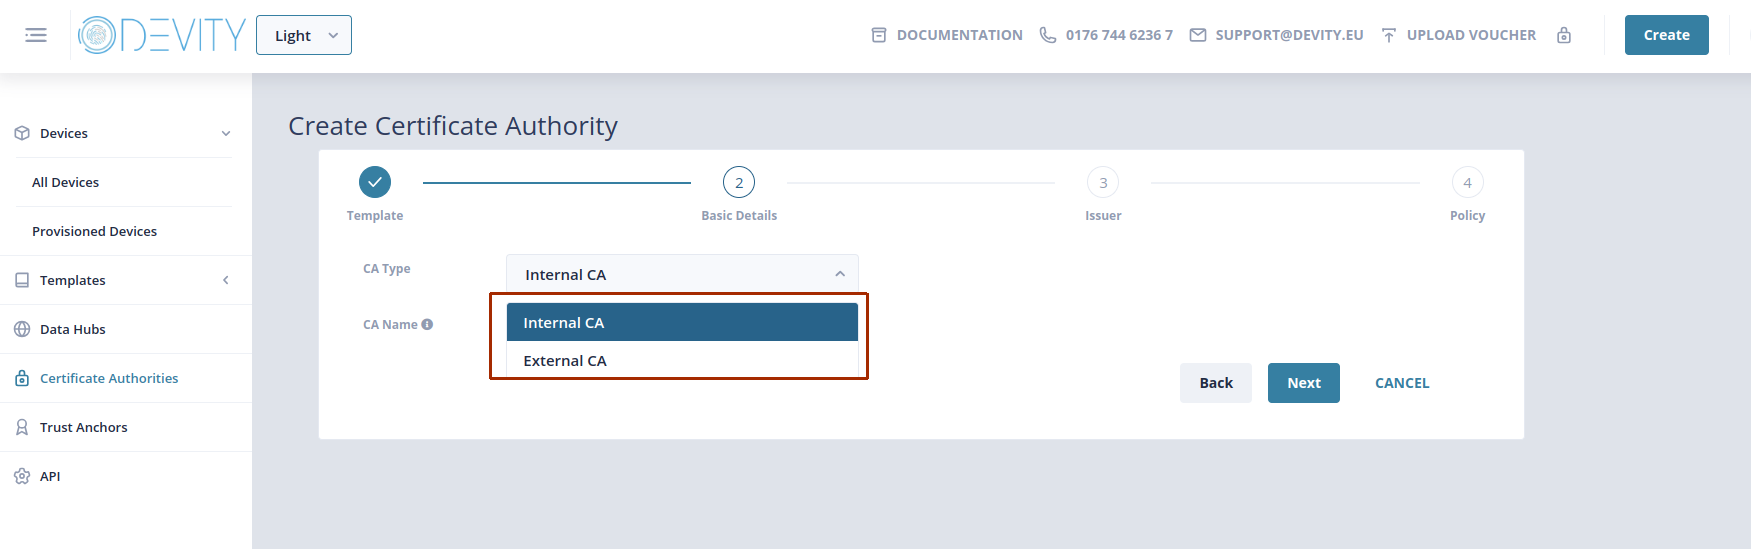 DEVITY
Light
DOCUMENTATION
0176 744 6236 7
SUPPORT@DEVITY.EU
UPLOAD VOUCHER
Create
Devices
All Devices
Provisioned Devices
Templates
Data Hubs
Certificate Authorities
Trust Anchors
API
Create Certificate Authority
2
3
4
Template
Basic Details
Issuer
Policy
CA Type
Internal CA
Internal CA
CA Name
External CA
Back
Next
CANCEL